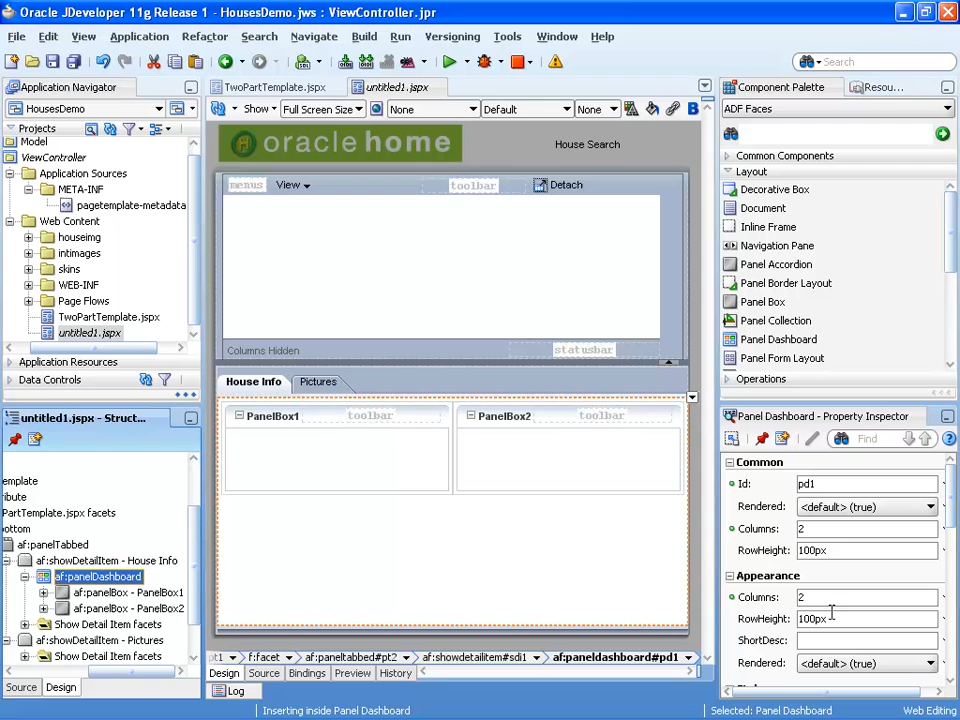 Oracle JDeveloper 11g Release 1 - HousesDemo.jws : ViewController.jpr
File Edit View Application Refactor Search Navigate Build Run Versioning Tools Window Help
Search
Application Navigator
HousesDemo
Projects
Model
ViewController
Application Sources
META-INF
pagetemplate-metadata
Web Content
houseimg
intimages
skins
WEB-INF
Page Flows
TwoPartTemplate.jspx
untitled1.jspx
Application Resources
Data Controls
untitled1.jspx - Struct...
emplate
ribute
PartTemplate.jspx facets
ottom
af:panelTabbed
af:showDetailItem - House Info
af:panelDashboard
af:panelBox - PanelBox1
af:panelBox - PanelBox2
Show Detail Item facets
af:showDetailItem - Pictures
Show Detail Item facets
Source Design
TwoPartTemplate.jspx untitled1.jspx
Show Full Screen Size None Default None B
oraclehome House Search
menus View toolbar Detach
Columns Hidden statusbar
House Info Pictures
PanelBox1 toolbar PanelBox2 toolbar
pt1 f:facet af:paneltabbed#pt2 af:showdetailitem#sdi1 af:paneldashboard#pd1
Design Source Bindings Preview History
Log
Component Palette Resou...
ADF Faces
Common Components
Layout
Decorative Box
Document
Inline Frame
Navigation Pane
Panel Accordion
Panel Border Layout
Panel Box
Panel Collection
Panel Dashboard
Panel Form Layout
Operations
Panel Dashboard - Property Inspector
Find
Common
Id: pd1
Rendered: <default> (true)
Columns: 2
RowHeight: 100px
Appearance
Columns: 2
RowHeight: 100px
ShortDesc:
Rendered: <default> (true)
Inserting inside Panel Dashboard Selected: Panel Dashboard Web Editing